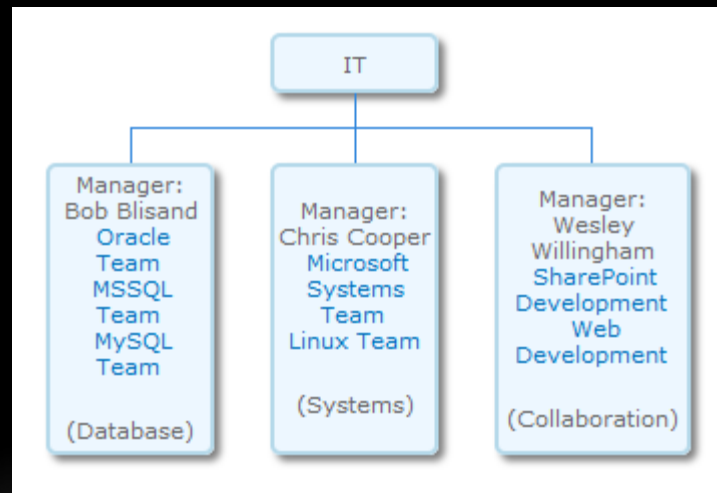 IT
Manager:
Bob Blisand
Oracle
Team
MSSQL
Team
MySQL
Team
(Database)
Manager:
Chris Cooper
Microsoft
Systems
Team
Linux Team
(Systems)
Manager:
Wesley
Willingham
SharePoint
Development
Web
Development
(Collaboration)